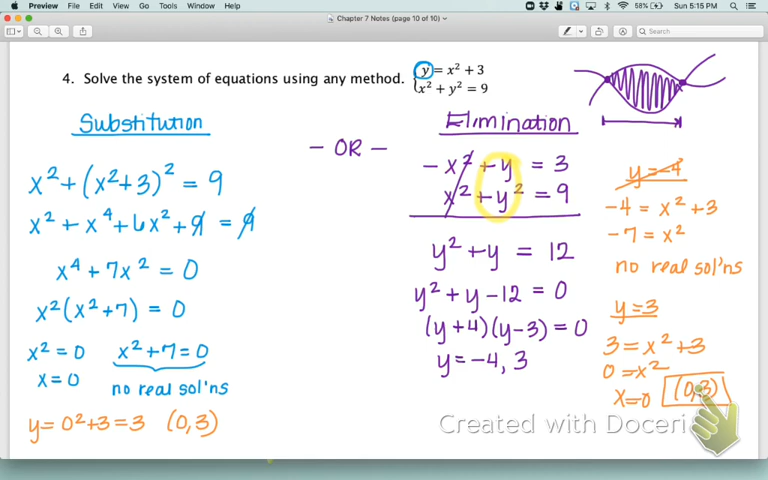 Preview File Edit View Go Tools Window Help 58% Sun 5:15 PM
Chapter 7 Notes (page 10 of 10)
Search
4. Solve the system of equations using any method. { y = x² + 3
x² + y² = 9
Substitution
x² + (x²+3)² = 9
x² + x⁴ + 6x² + 9 = 9
x⁴ + 7x² = 0
x²(x²+7) = 0
x² = 0 x²+7 = 0
x = 0 no real sol'ns
y = 0²+3 = 3 (0,3)
- OR -
Elimination
-x² + y = 3
x² + y² = 9
y² + y = 12
y² + y - 12 = 0
(y+4)(y-3) = 0
y = -4, 3
y = -4
-4 = x² + 3
-7 = x²
no real sol'ns
y = 3
3 = x² + 3
0 = x²
x = 0 (0,3)
Created with Doceri